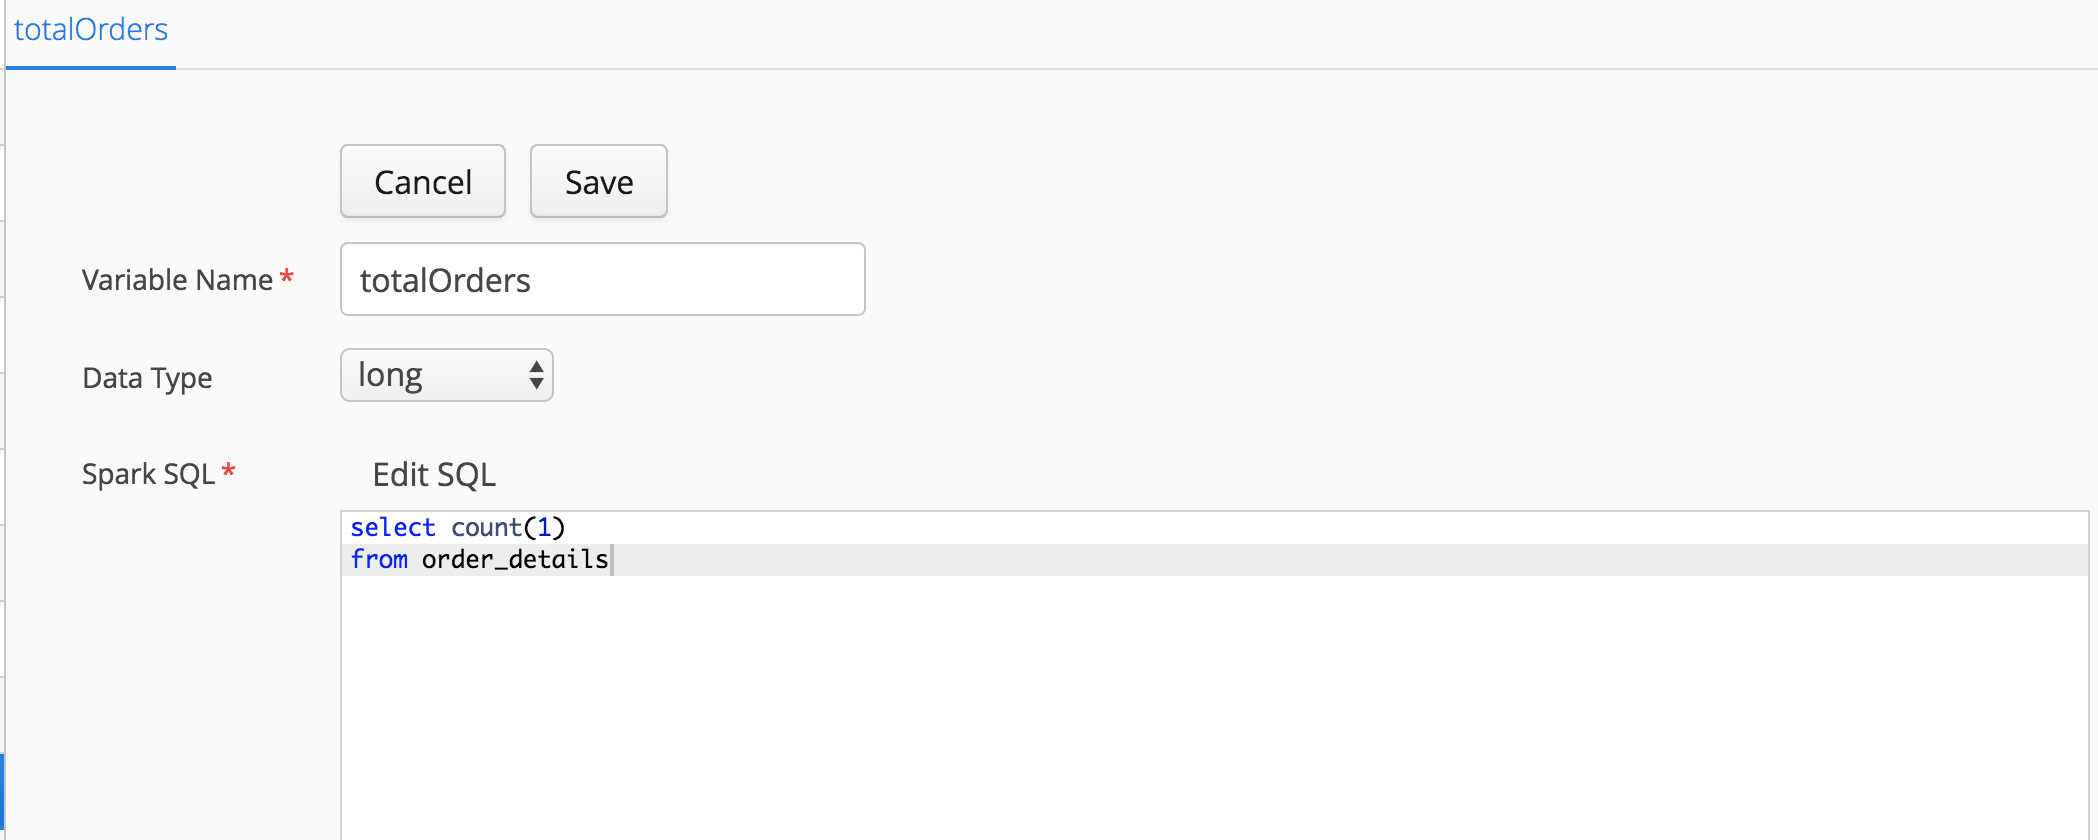 totalOrders
Cancel Save
Variable Name * totalOrders
Data Type long
Spark SQL * Edit SQL
select count(1)
from order_details